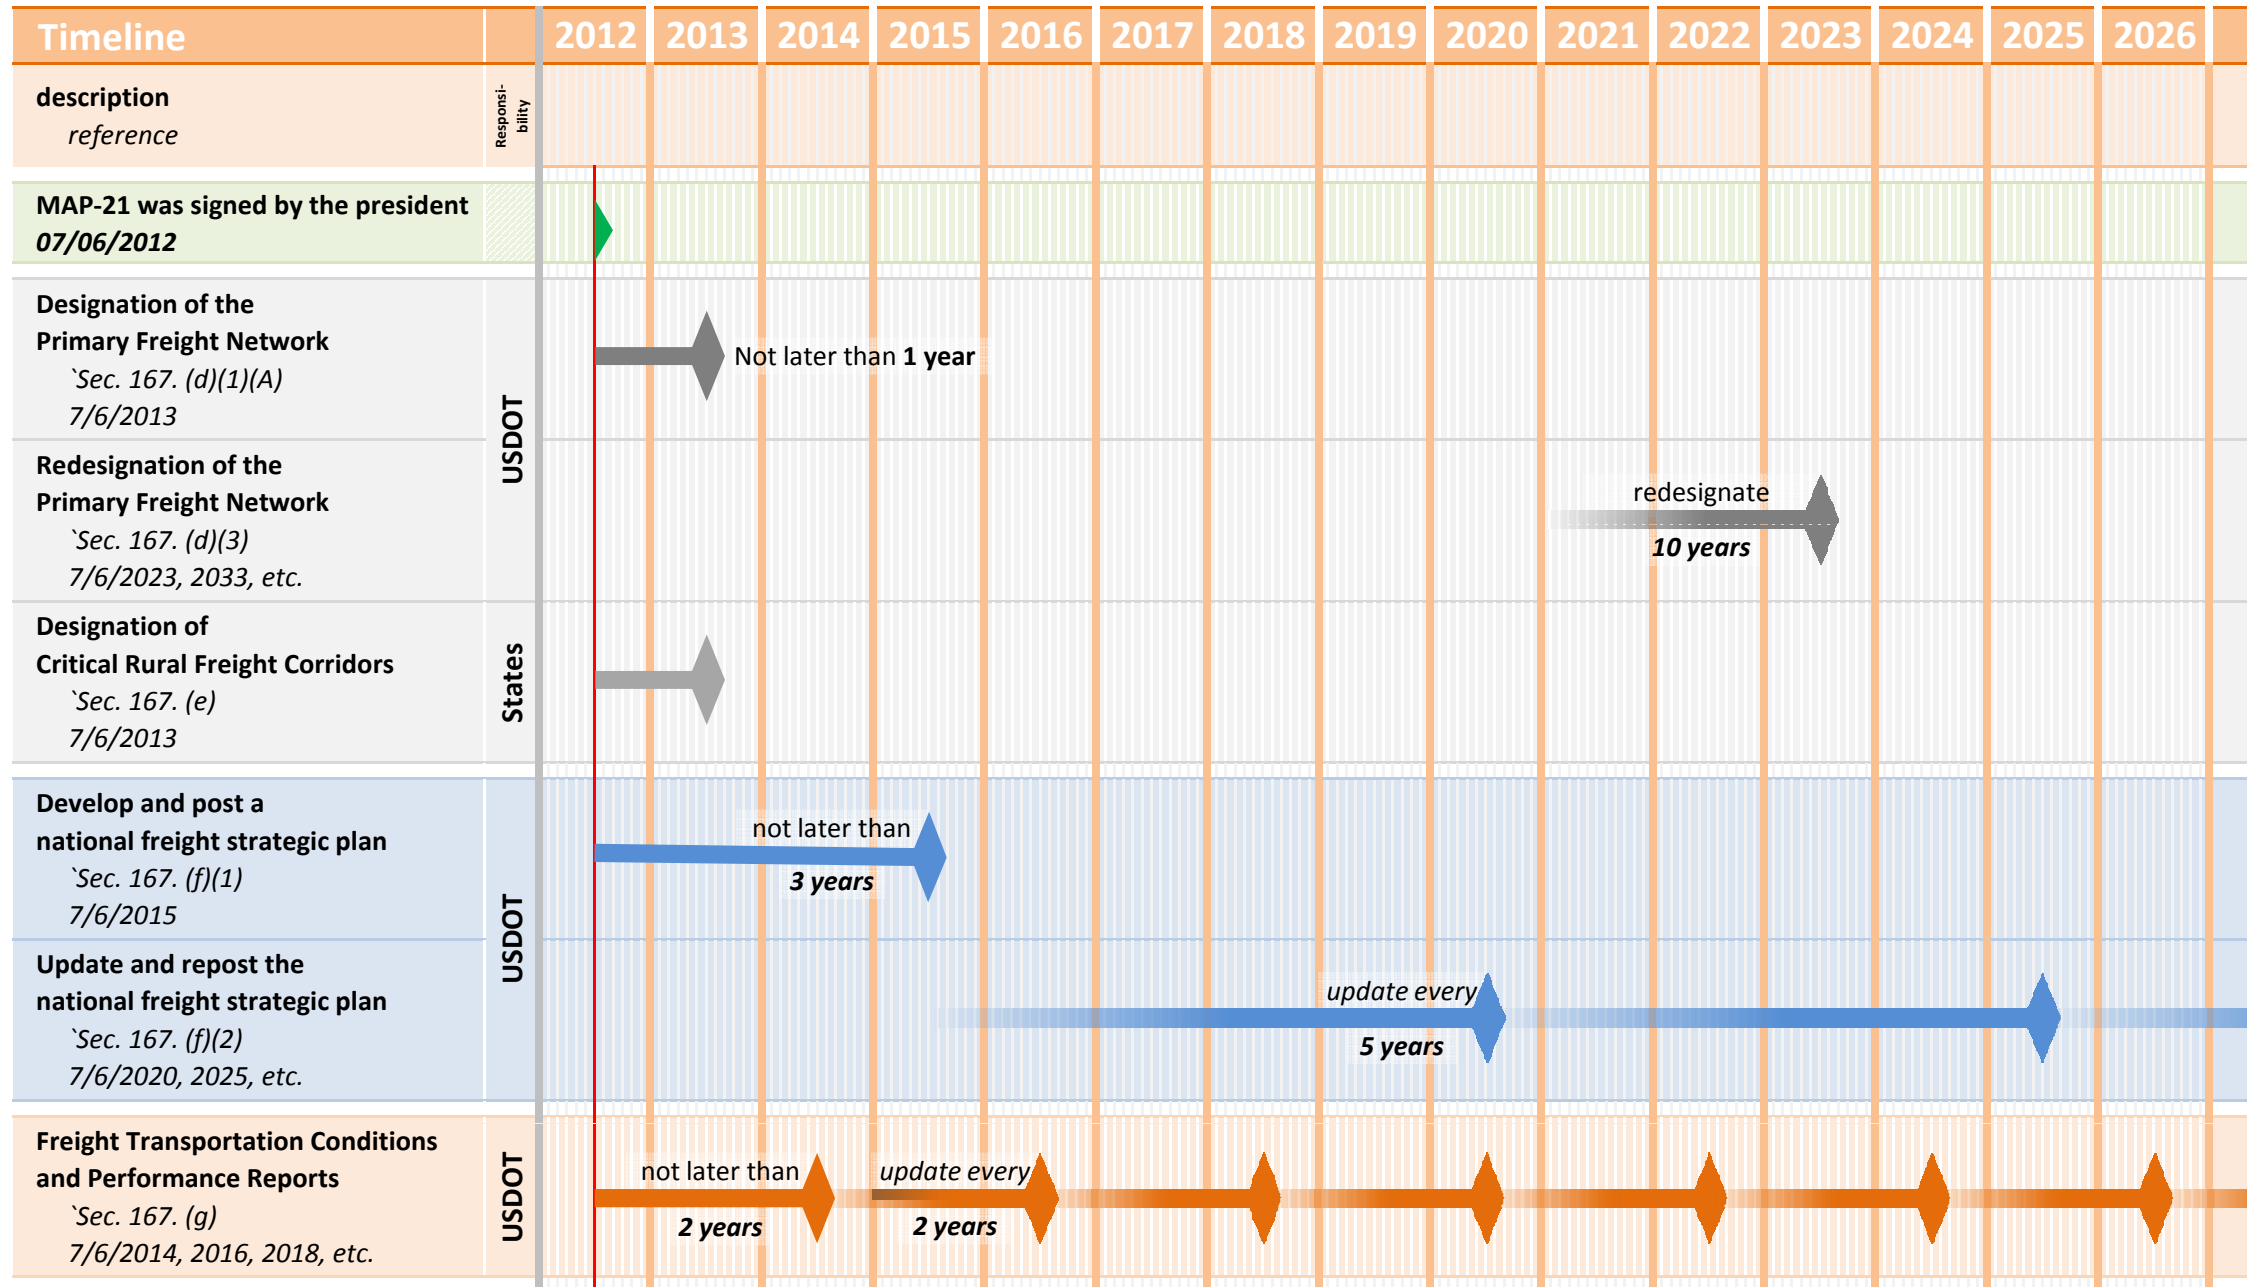 Timeline 2012 2013 2014 2015 2016 2017 2018 2019 2020 2021 2022 2023 2024 2025 2026
description
reference
Responsi-
bility
MAP-21 was signed by the president
07/06/2012
Designation of the
Primary Freight Network
`Sec. 167. (d)(1)(A)
7/6/2013
Not later than 1 year
USDOT
Redesignation of the
Primary Freight Network
`Sec. 167. (d)(3)
7/6/2023, 2033, etc.
redesignate
10 years
Designation of
Critical Rural Freight Corridors
`Sec. 167. (e)
7/6/2013
States
Develop and post a
national freight strategic plan
`Sec. 167. (f)(1)
7/6/2015
not later than
3 years
USDOT
Update and repost the
national freight strategic plan
`Sec. 167. (f)(2)
7/6/2020, 2025, etc.
update every
5 years
Freight Transportation Conditions
and Performance Reports
`Sec. 167. (g)
7/6/2014, 2016, 2018, etc.
USDOT
not later than
2 years
update every
2 years